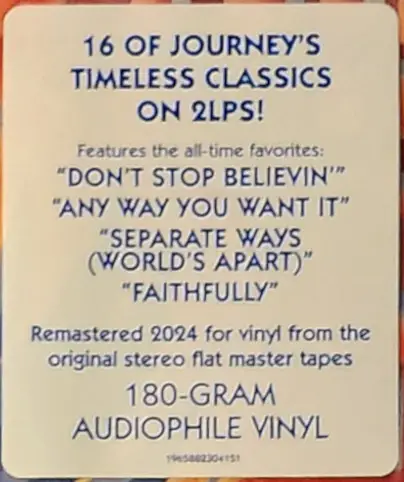 16 OF JOURNEY'S
TIMELESS CLASSICS
ON 2LPS!
Features the all-time favorites:
"DON'T STOP BELIEVIN'"
"ANY WAY YOU WANT IT"
"SEPARATE WAYS
(WORLD'S APART)"
"FAITHFULLY"
Remastered 2024 for vinyl from the
original stereo flat master tapes
180-GRAM
AUDIOPHILE VINYL